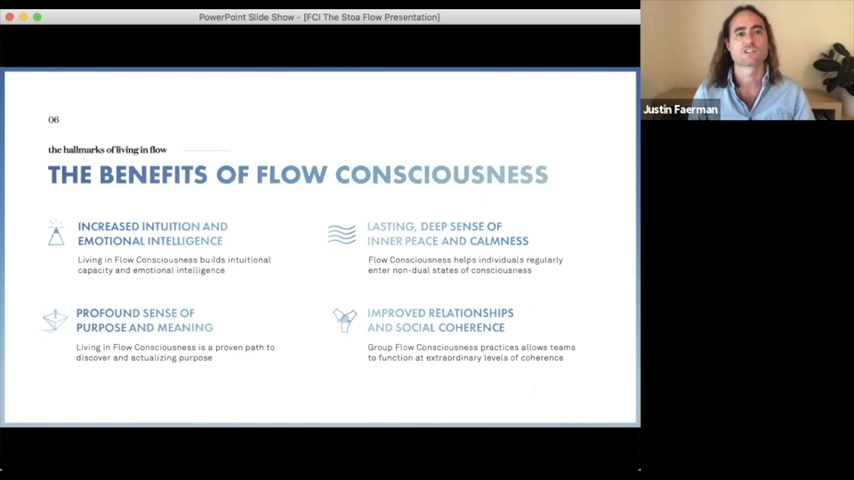 PowerPoint Slide Show - [FCI The Stoa Flow Presentation]
Justin Faerman
06
the hallmarks of living in flow
THE BENEFITS OF FLOW CONSCIOUSNESS
INCREASED INTUITION AND
EMOTIONAL INTELLIGENCE
Living in Flow Consciousness builds intuitional
capacity and emotional intelligence
LASTING, DEEP SENSE OF
INNER PEACE AND CALMNESS
Flow Consciousness helps individuals regularly
enter non-dual states of consciousness
PROFOUND SENSE OF
PURPOSE AND MEANING
Living in Flow Consciousness is a proven path to
discover and actualizing purpose
IMPROVED RELATIONSHIPS
AND SOCIAL COHERENCE
Group Flow Consciousness practices allows teams
to function at extraordinary levels of coherence